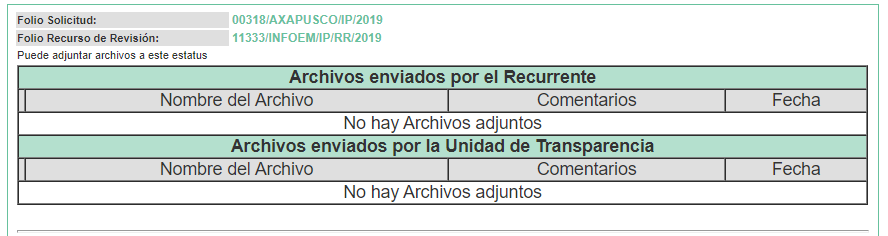 Folio Solicitud: 00318/AXAPUSCO/IP/2019
Folio Recurso de Revisión: 11333/INFOEM/IP/RR/2019
Puede adjuntar archivos a este estatus
Archivos enviados por el Recurrente
Nombre del Archivo Comentarios Fecha
No hay Archivos adjuntos
Archivos enviados por la Unidad de Transparencia
Nombre del Archivo Comentarios Fecha
No hay Archivos adjuntos